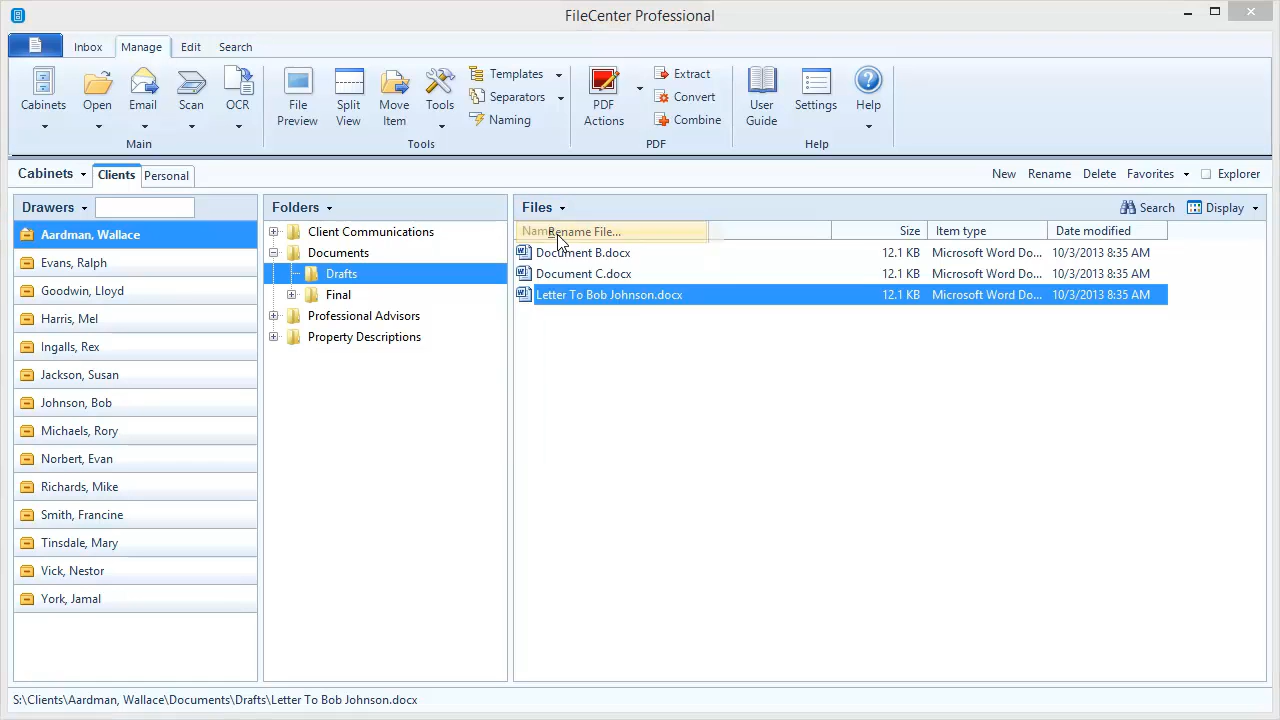 FileCenter Professional
Inbox Manage Edit Search
Cabinets Open Email Scan OCR
Main
File Preview Split View Move Item Tools
Templates
Separators
Naming
Tools
PDF Actions
Extract
Convert
Combine
PDF
User Guide Settings Help
Help
Cabinets Clients Personal New Rename Delete Favorites Explorer
Drawers
Aardman, Wallace
Evans, Ralph
Goodwin, Lloyd
Harris, Mel
Ingalls, Rex
Jackson, Susan
Johnson, Bob
Michaels, Rory
Norbert, Evan
Richards, Mike
Smith, Francine
Tinsdale, Mary
Vick, Nestor
York, Jamal
Folders
Client Communications
Documents
Drafts
Final
Professional Advisors
Property Descriptions
Files Search Display
Name Rename File... Size Item type Date modified
Document B.docx 12.1 KB Microsoft Word Do... 10/3/2013 8:35 AM
Document C.docx 12.1 KB Microsoft Word Do... 10/3/2013 8:35 AM
Letter To Bob Johnson.docx 12.1 KB Microsoft Word Do... 10/3/2013 8:35 AM
S:\Clients\Aardman, Wallace\Documents\Drafts\Letter To Bob Johnson.docx